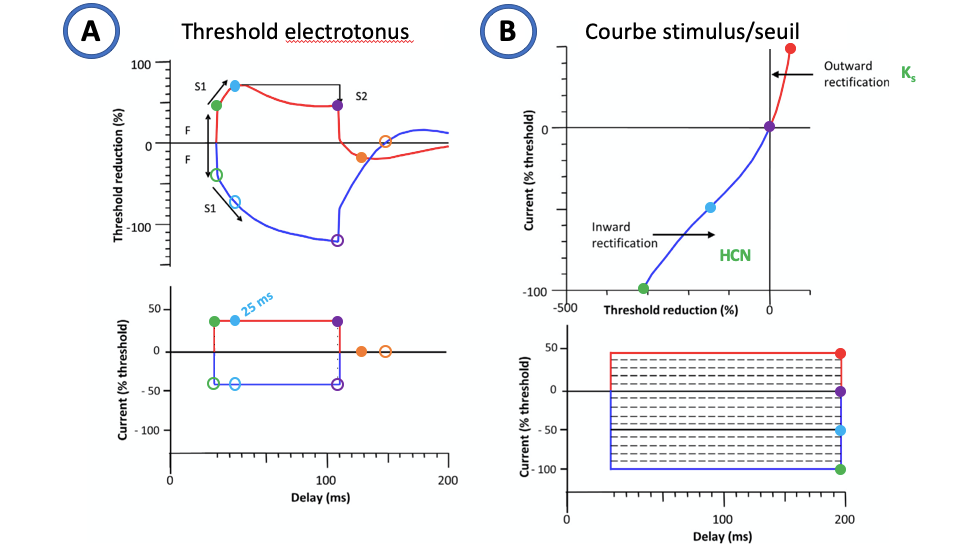 A
Threshold electrotonus
100
0
-100
Threshold reduction (%)
S1
S2
F
F
S1
50
0
- 50
- 100
Current (% threshold)
25 ms
0
100
200
Delay (ms)
B
Courbe stimulus/seuil
Outward
rectification
Ks
0
Current (% threshold)
Inward
rectification
HCN
-100
-500
Threshold reduction (%)
0
50
0
- 50
- 100
Current (% threshold)
0
100
200
Delay (ms)